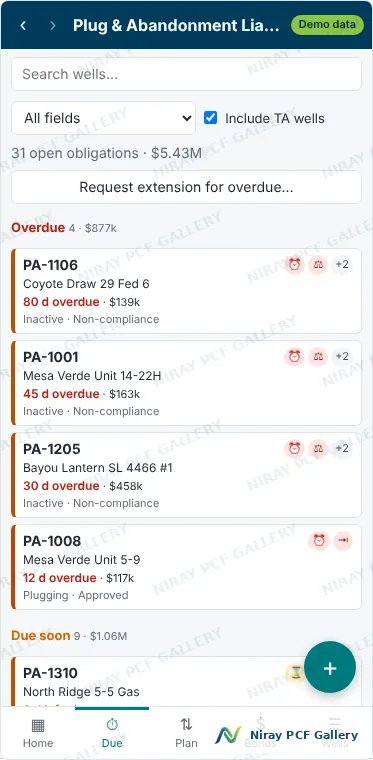 Plug & Abandonment Lia...
Demo data
Search wells...
All fields
Include TA wells
31 open obligations · $5.43M
Request extension for overdue...
Overdue 4 · $877k
PA-1106
+2
Coyote Draw 29 Fed 6
80 d overdue · $139k
Inactive · Non-compliance
PA-1001
+2
Mesa Verde Unit 14-22H
45 d overdue · $163k
Inactive · Non-compliance
PA-1205
+2
Bayou Lantern SL 4466 #1
30 d overdue · $458k
Inactive · Non-compliance
PA-1008
Mesa Verde Unit 5-9
12 d overdue · $117k
Plugging · Approved
Due soon 9 · $1.06M
PA-1310
North Ridge 5-5 Gas
Home
Due
Plan
Bonds
Wells
Niray PCF Gallery
NIRAY PCF GALLERY